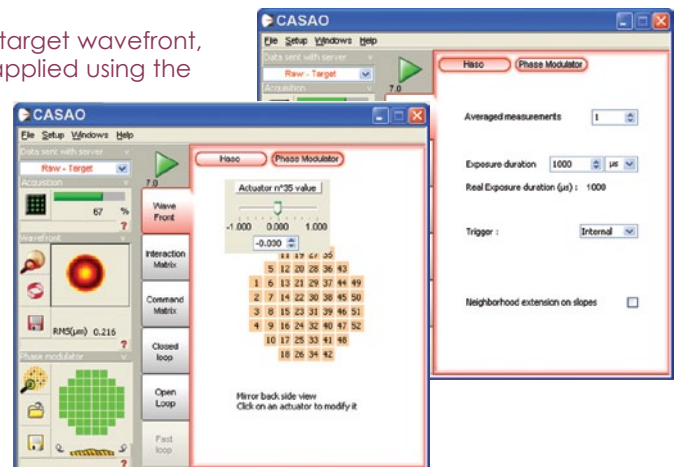 target wavefront,
applied using the
CASAO
File Setup Windows Help
Data sent with server
Raw - Target
Acquisition
7.0
Haso
Phase Modulator
Averaged measurements 1
Exposure duration 1000 µs
Real Exposure duration (µs) : 1000
Trigger : Internal
Neighborhood extension on slopes
CASAO
File Setup Windows Help
Data sent with server
Raw - Target
Acquisition
67 %
?
Wavefront
RMS(µm) 0.216
?
Phase modulator
?
7.0
Wave
Front
Interaction
Matrix
Command
Matrix
Closed
loop
Open
Loop
Fast
loop
Haso
Phase Modulator
Actuator n°35 value
-1.000 0.000 1.000
-0.030
11 19 27 35
5 12 20 28 36 43
1 6 13 21 29 37 44 49
2 7 14 22 30 38 45 50
3 8 15 23 31 39 46 51
4 9 16 24 32 40 47 52
10 17 25 33 41 48
18 26 34 42
Mirror back side view
Click on an actuator to modify it